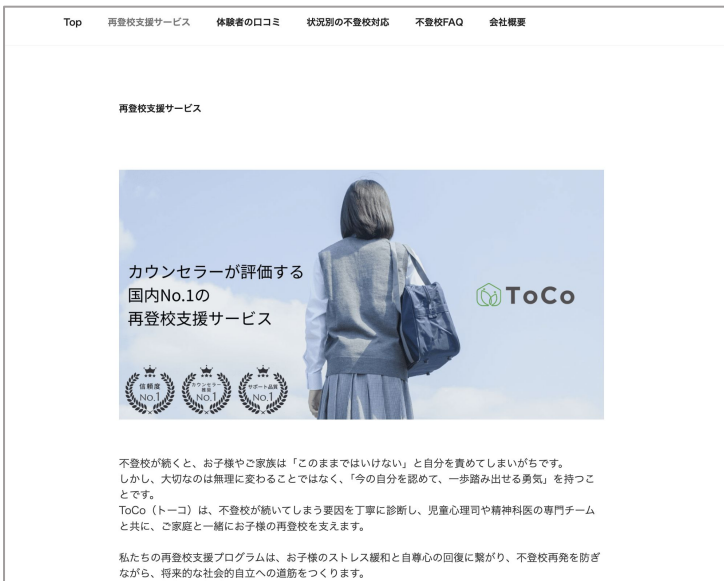 Top 再登校支援サービス 体験者の口コミ 状況別の不登校対応 不登校FAQ 会社概要
再登校支援サービス
カウンセラーが評価する
国内No.1の
再登校支援サービス
ToCo
信頼度
No.1
カウンセラー
推奨
No.1
サポート品質
No.1
不登校が続くと、お子様やご家族は「このままではいけない」と自分を責めてしまいがちです。
しかし、大切なのは無理に変わることではなく、「今の自分を認めて、一歩踏み出せる勇気」を持つこ
とです。
ToCo（トーコ）は、不登校が続いてしまう要因を丁寧に診断し、児童心理司や精神科医の専門チーム
と共に、ご家庭と一緒にお子様の再登校を支えます。
私たちの再登校支援プログラムは、お子様のストレス緩和と自尊心の回復に繋がり、不登校再発を防ぎ
ながら、将来的な社会的自立への道筋をつくります。